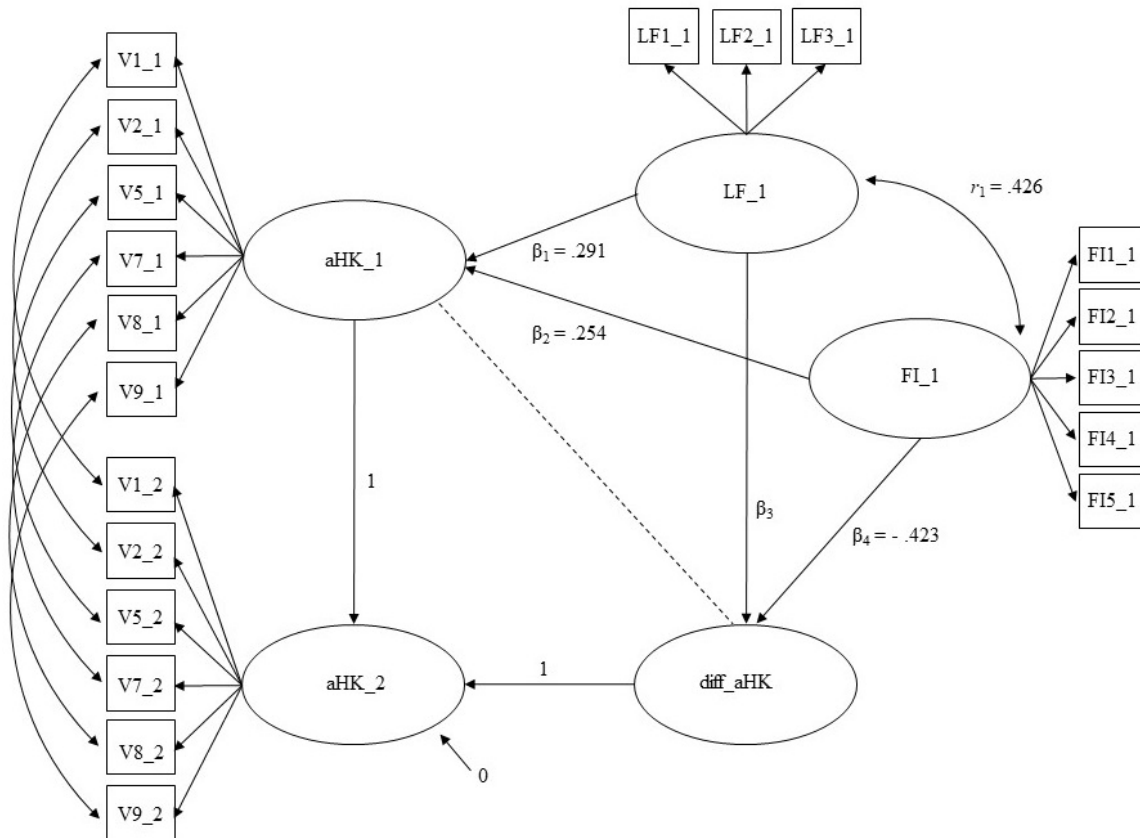 LF1_1
LF2_1
LF3_1
V1_1
V2_1
V5_1
V7_1
V8_1
V9_1
LF_1
r1 = .426
aHK_1
β1 = .291
β2 = .254
FI_1
FI1_1
FI2_1
FI3_1
FI4_1
FI5_1
1
β3
β4 = - .423
V1_2
V2_2
V5_2
V7_2
V8_2
V9_2
aHK_2
1
diff_aHK
0